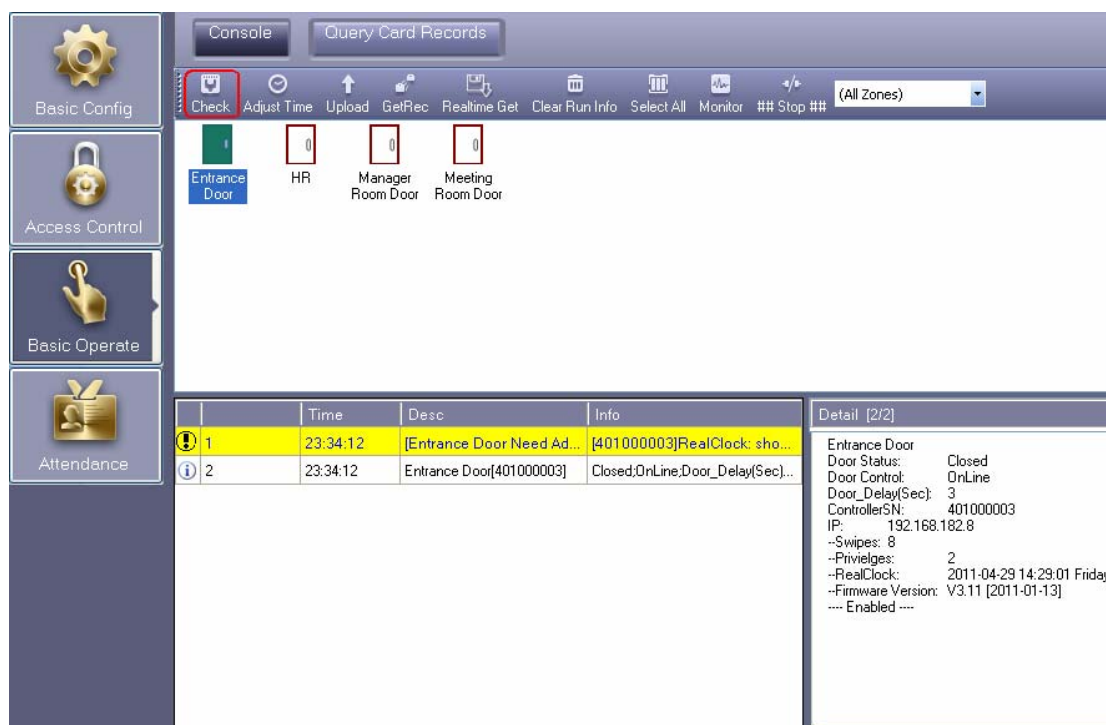 Console
Query Card Records
Basic Config
Check
Adjust Time
Upload
GetRec
Realtime Get
Clear Run Info
Select All
Monitor
## Stop ##
(All Zones)
Entrance
Door
HR
Manager
Room Door
Meeting
Room Door
Access Control
Basic Operate
Attendance
Time
Desc
Info
1
23:34:12
[Entrance Door Need Ad...
[401000003]RealClock: sho...
2
23:34:12
Entrance Door[401000003]
Closed;OnLine;Door_Delay(Sec)...
Detail [2/2]
Entrance Door
Door Status: Closed
Door Control: OnLine
Door_Delay(Sec): 3
ControllerSN: 401000003
IP: 192.168.182.8
--Swipes: 8
--Privielges: 2
--RealClock: 2011-04-29 14:29:01 Friday
--Firmware Version: V3.11 [2011-01-13]
---- Enabled ----